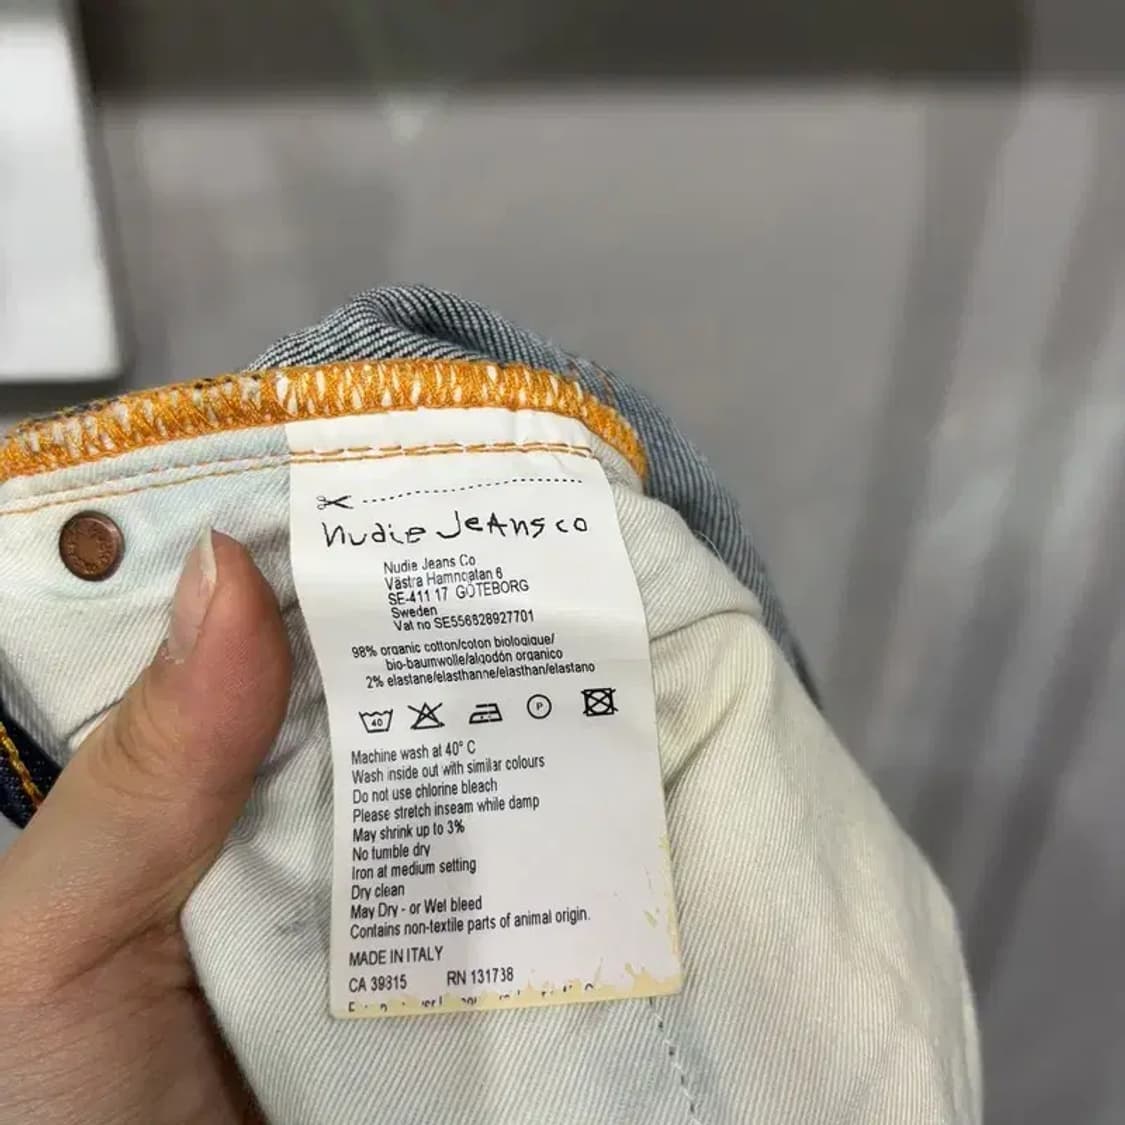 nudie jeans co
Nudie Jeans Co
Västra Hamngatan 6
SE-411 17 GÖTEBORG
Sweden
Vat no SE556628927701
98% organic cotton/coton biologique/
bio-baumwolle/algodón orgánico
2% elastane/elasthanne/elasthan/elastano
40 P
Machine wash at 40° C
Wash inside out with similar colours
Do not use chlorine bleach
Please stretch inseam while damp
May shrink up to 3%
No tumble dry
Iron at medium setting
Dry clean
May Dry - or Wet bleed
Contains non-textile parts of animal origin.
MADE IN ITALY
CA 39815 RN 131738